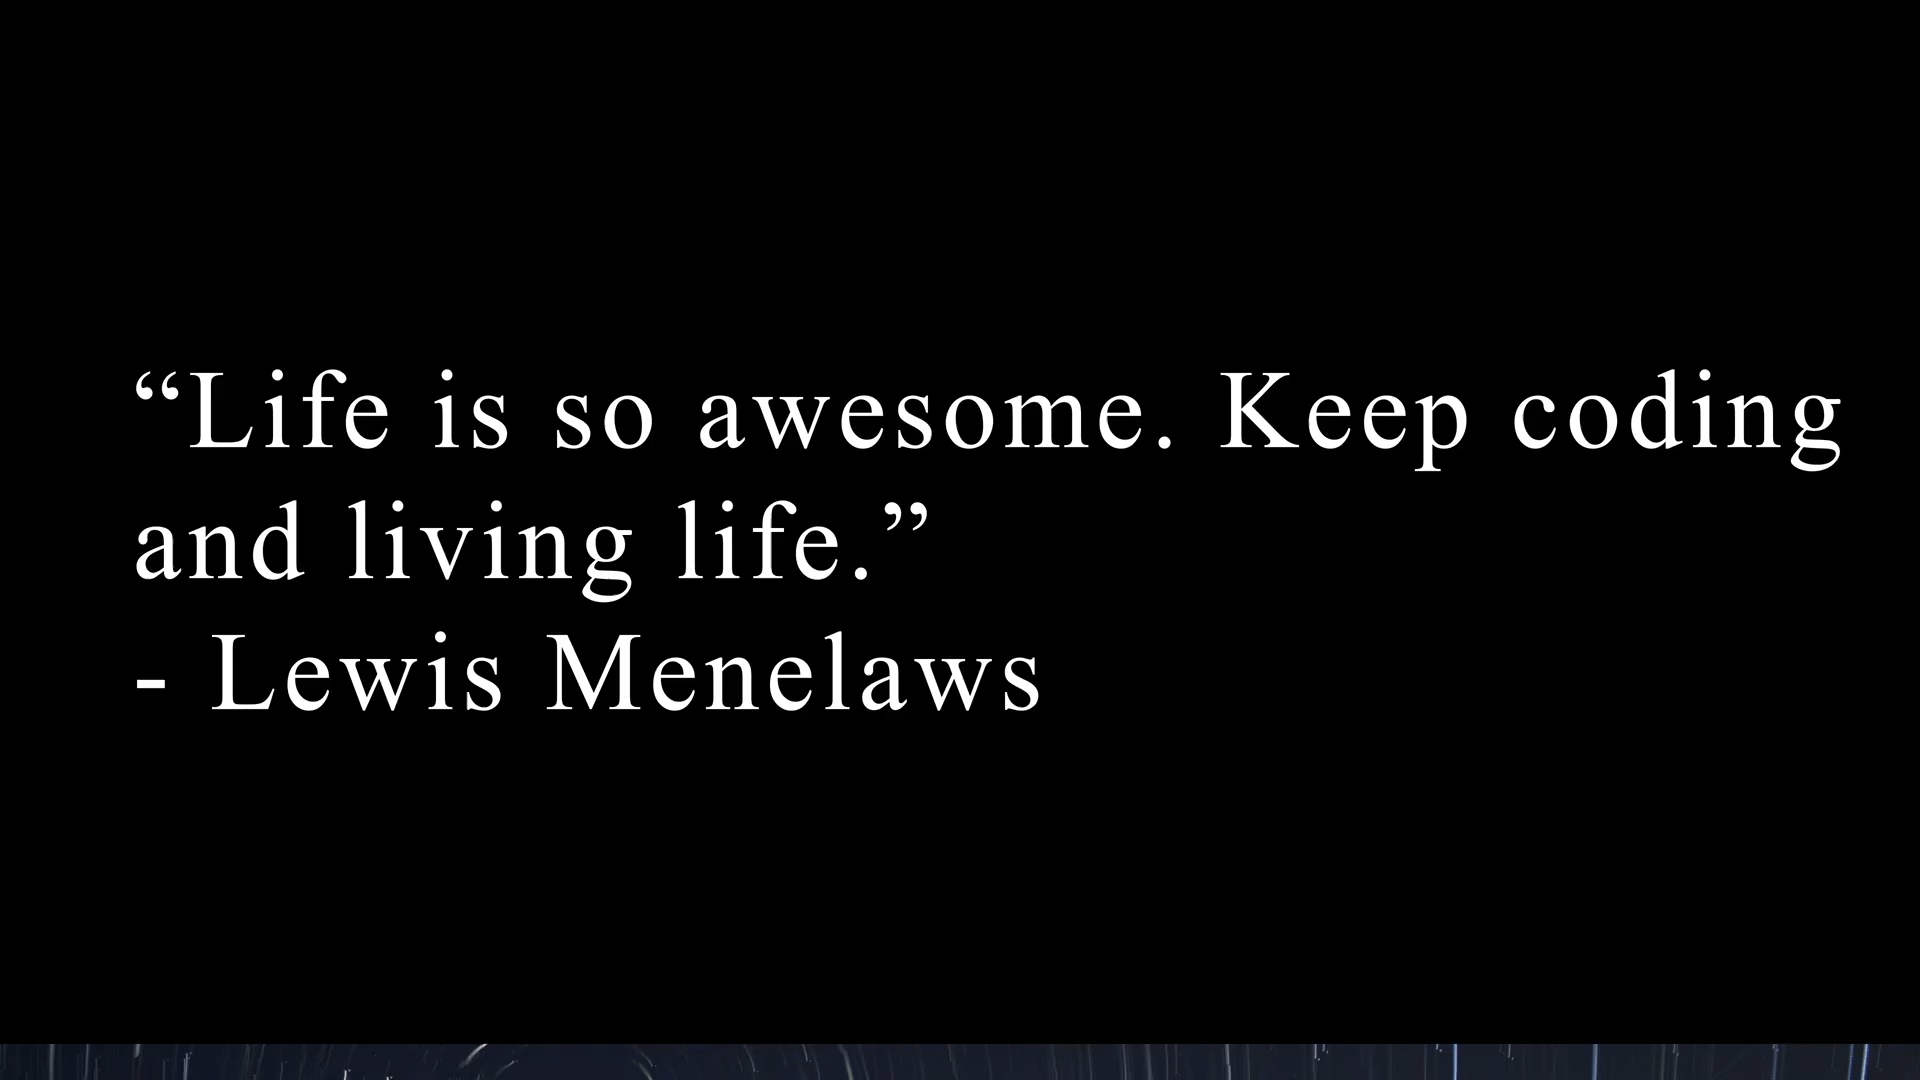 “Life is so awesome. Keep coding
and living life.”
- Lewis Menelaws